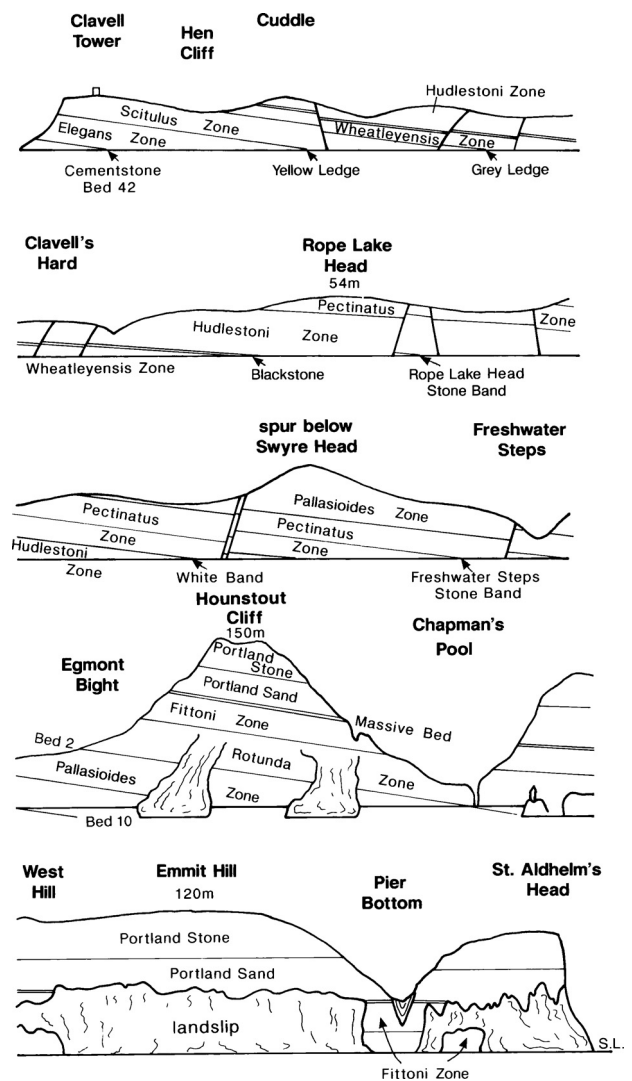 Clavell
Tower
Hen
Cliff
Cuddle
Hudlestoni Zone
Scitulus Zone
Elegans Zone
Wheatleyensis Zone
Cementstone
Bed 42
Yellow Ledge
Grey Ledge
Clavell's
Hard
Rope Lake
Head
54m
Pectinatus
Zone
Hudlestoni Zone
Wheatleyensis Zone
Blackstone
Rope Lake Head
Stone Band
spur below
Swyre Head
Freshwater
Steps
Pallasioides
Zone
Pectinatus
Zone
Pectinatus
Zone
Hudlestoni
Zone
White Band
Freshwater Steps
Stone Band
Hounstout
Cliff
150m
Chapman's
Pool
Egmont
Bight
Portland
Stone
Portland Sand
Massive Bed
Fittoni Zone
Bed 2
Rotunda
Zone
Pallasioides
Zone
Bed 10
West
Hill
Emmit Hill
120m
Pier
Bottom
St. Aldhelm's
Head
Portland Stone
Portland Sand
landslip
S.L.
Fittoni Zone